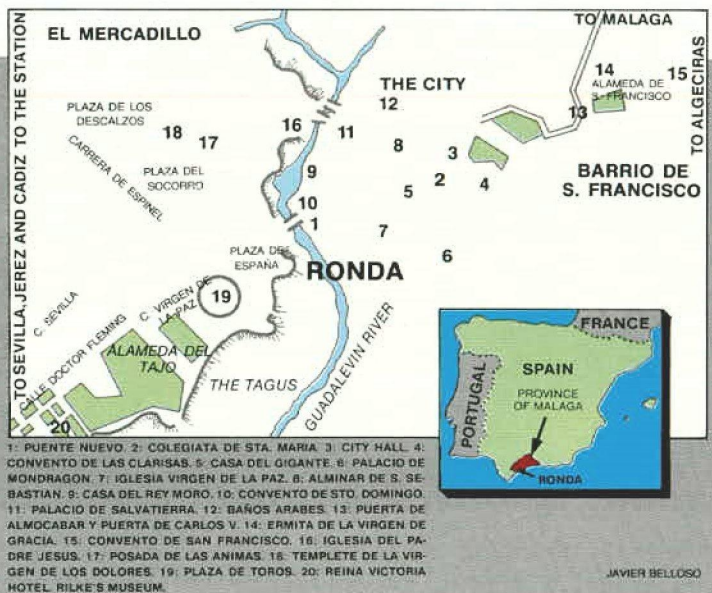 TO SEVILLA, JEREZ AND CADIZ TO THE STATION
EL MERCADILLO
TO MALAGA
THE CITY
14
15
ALAMEDA DE
S. FRANCISCO
TO ALGECIRAS
12
13
PLAZA DE LOS
DESCALZOS
18
17
16
11
8
3
CARRERA DE ESPINEL
PLAZA DEL
SOCORRO
9
5
2
4
BARRIO DE
S. FRANCISCO
10
1
7
6
PLAZA DE
ESPAÑA
RONDA
19
C. SEVILLA
C. VIRGEN DE
LA PAZ
CALLE DOCTOR FLEMING
ALAMEDA DEL
TAJO
THE TAGUS
GUADALEVIN RIVER
20
FRANCE
SPAIN
PORTUGAL
PROVINCE
OF MALAGA
RONDA
1: PUENTE NUEVO. 2: COLEGIATA DE STA. MARIA. 3: CITY HALL. 4:
CONVENTO DE LAS CLARISAS. 5: CASA DEL GIGANTE. 6: PALACIO DE
MONDRAGON. 7: IGLESIA VIRGEN DE LA PAZ. 8: ALMINAR DE S. SE-
BASTIAN. 9: CASA DEL REY MORO. 10: CONVENTO DE STO. DOMINGO.
11: PALACIO DE SALVATIERRA. 12: BAÑOS ARABES. 13: PUERTA DE
ALMOCABAR Y PUERTA DE CARLOS V. 14: ERMITA DE LA VIRGEN DE
GRACIA. 15: CONVENTO DE SAN FRANCISCO. 16: IGLESIA DEL PA-
DRE JESUS. 17: POSADA DE LAS ANIMAS. 18: TEMPLETE DE LA VIR-
GEN DE LOS DOLORES. 19: PLAZA DE TOROS. 20: REINA VICTORIA
HOTEL. RILKE'S MUSEUM.
JAVIER BELLOSO